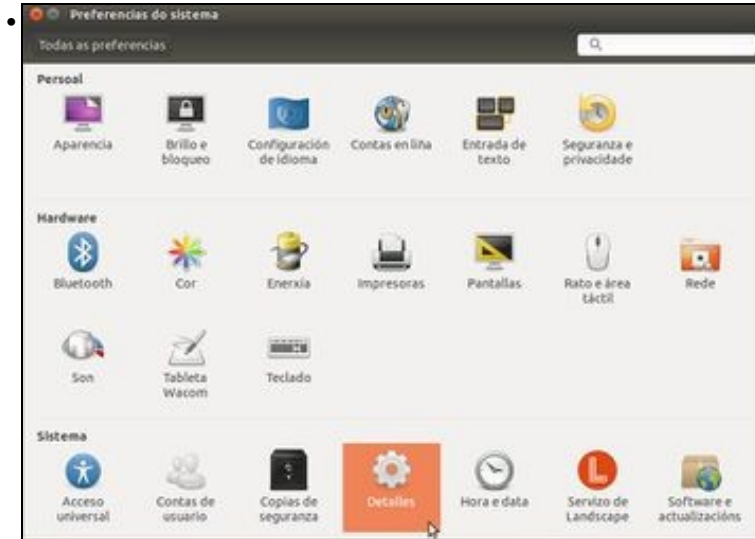 Preferencias do sistema
Todas as preferencias
Persoal
Aparencia
Brillo e
bloqueo
Configuración
de idioma
Contas en liña
Entrada de
texto
Seguranza e
privacidade
Hardware
Bluetooth
Cor
Enerxía
Impresoras
Pantallas
Rato e área
táctil
Rede
Son
Tableta
Wacom
Teclado
Sistema
Acceso
universal
Contas de
usuario
Copias de
seguranza
Detalles
Hora e data
Servizo de
Landscape
Software e
actualizacións